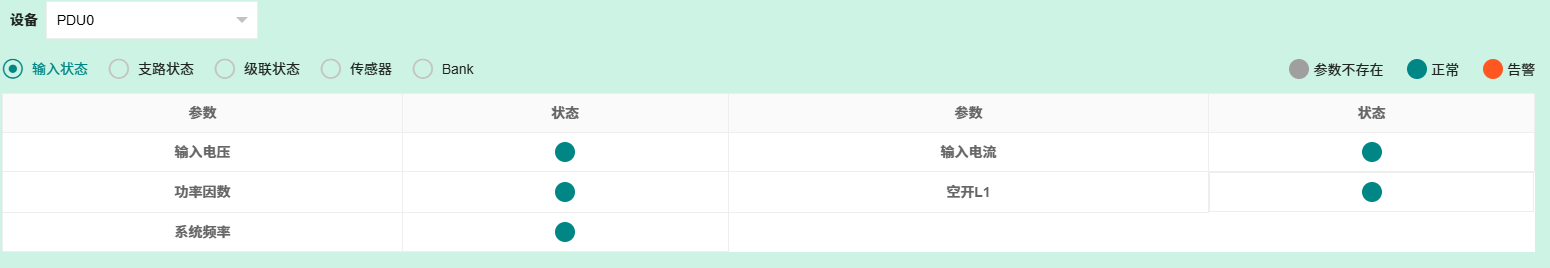 设备 PDU0
输入状态 支路状态 级联状态 传感器 Bank 参数不存在 正常 告警
参数 状态 参数 状态
输入电压 输入电流
功率因数 空开L1
系统频率